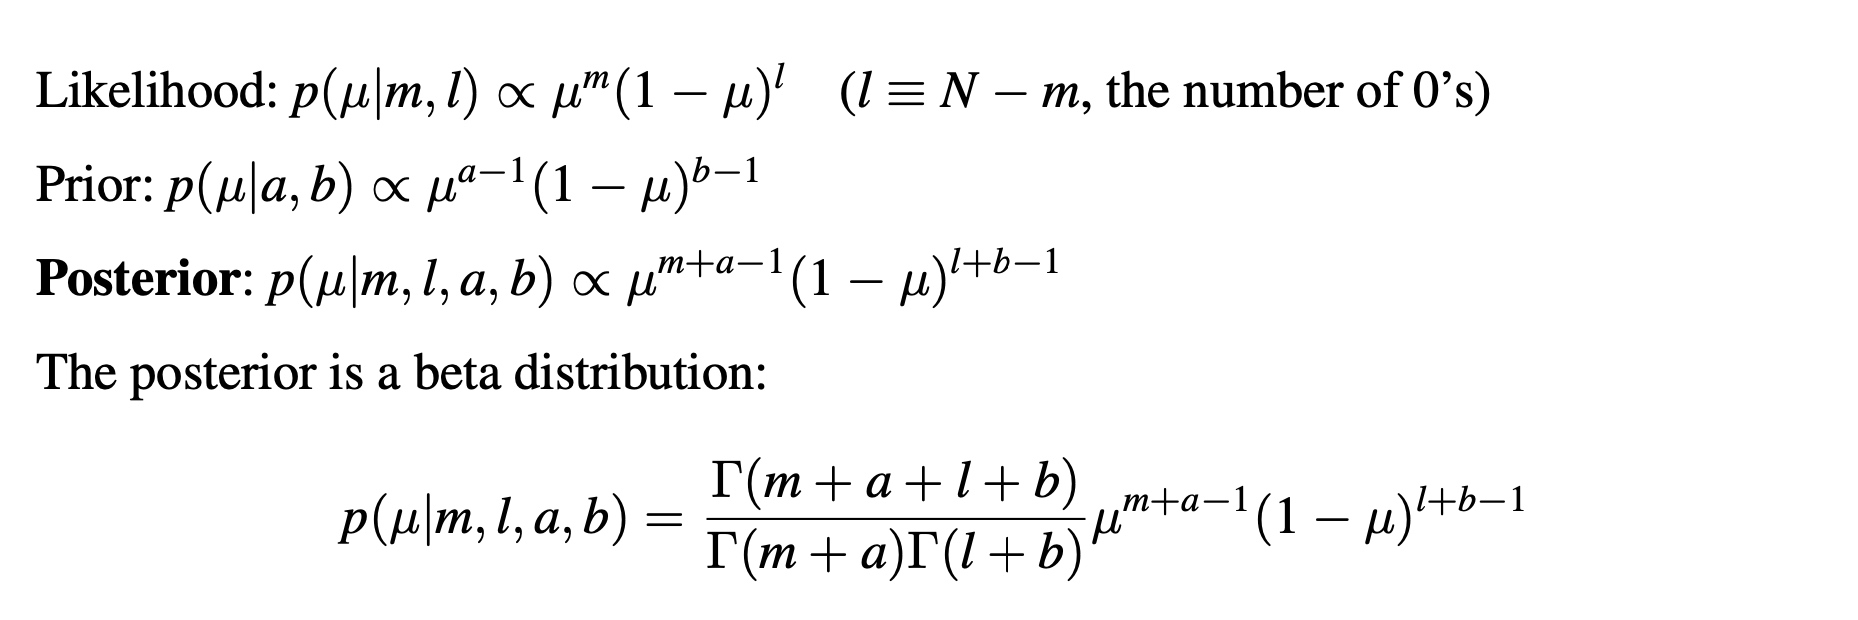 Likelihood: p(μ|m, l) ∝ μ^m(1 − μ)^l (l ≡ N − m, the number of 0’s)
Prior: p(μ|a, b) ∝ μ^{a−1}(1 − μ)^{b−1}
Posterior: p(μ|m, l, a, b) ∝ μ^{m+a−1}(1 − μ)^{l+b−1}
The posterior is a beta distribution:
p(μ|m, l, a, b) = \frac{Γ(m + a + l + b)}{Γ(m + a)Γ(l + b)} μ^{m+a−1}(1 − μ)^{l+b−1}